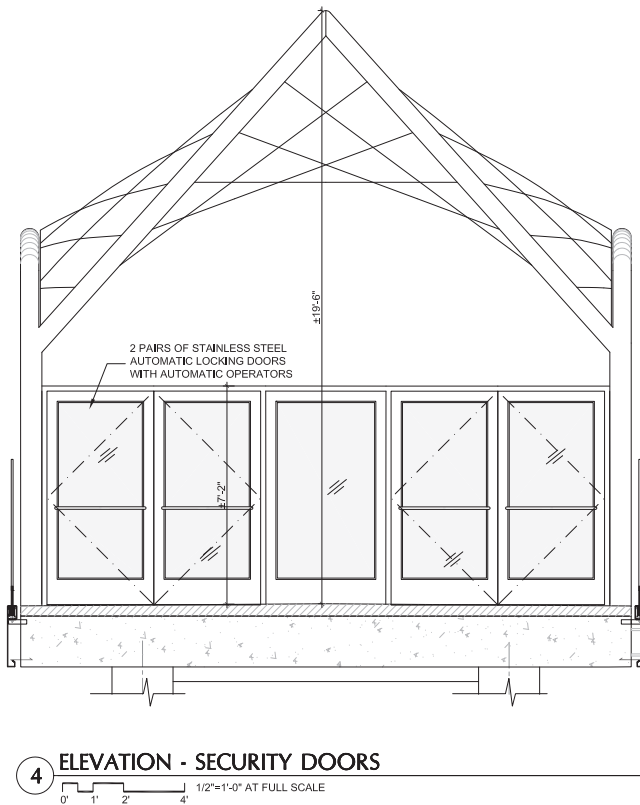 ±19'-6"
2 PAIRS OF STAINLESS STEEL
AUTOMATIC LOCKING DOORS
WITH AUTOMATIC OPERATORS
±7'-2"
4
ELEVATION - SECURITY DOORS
0' 1' 2' 4'
1/2"=1'-0" AT FULL SCALE